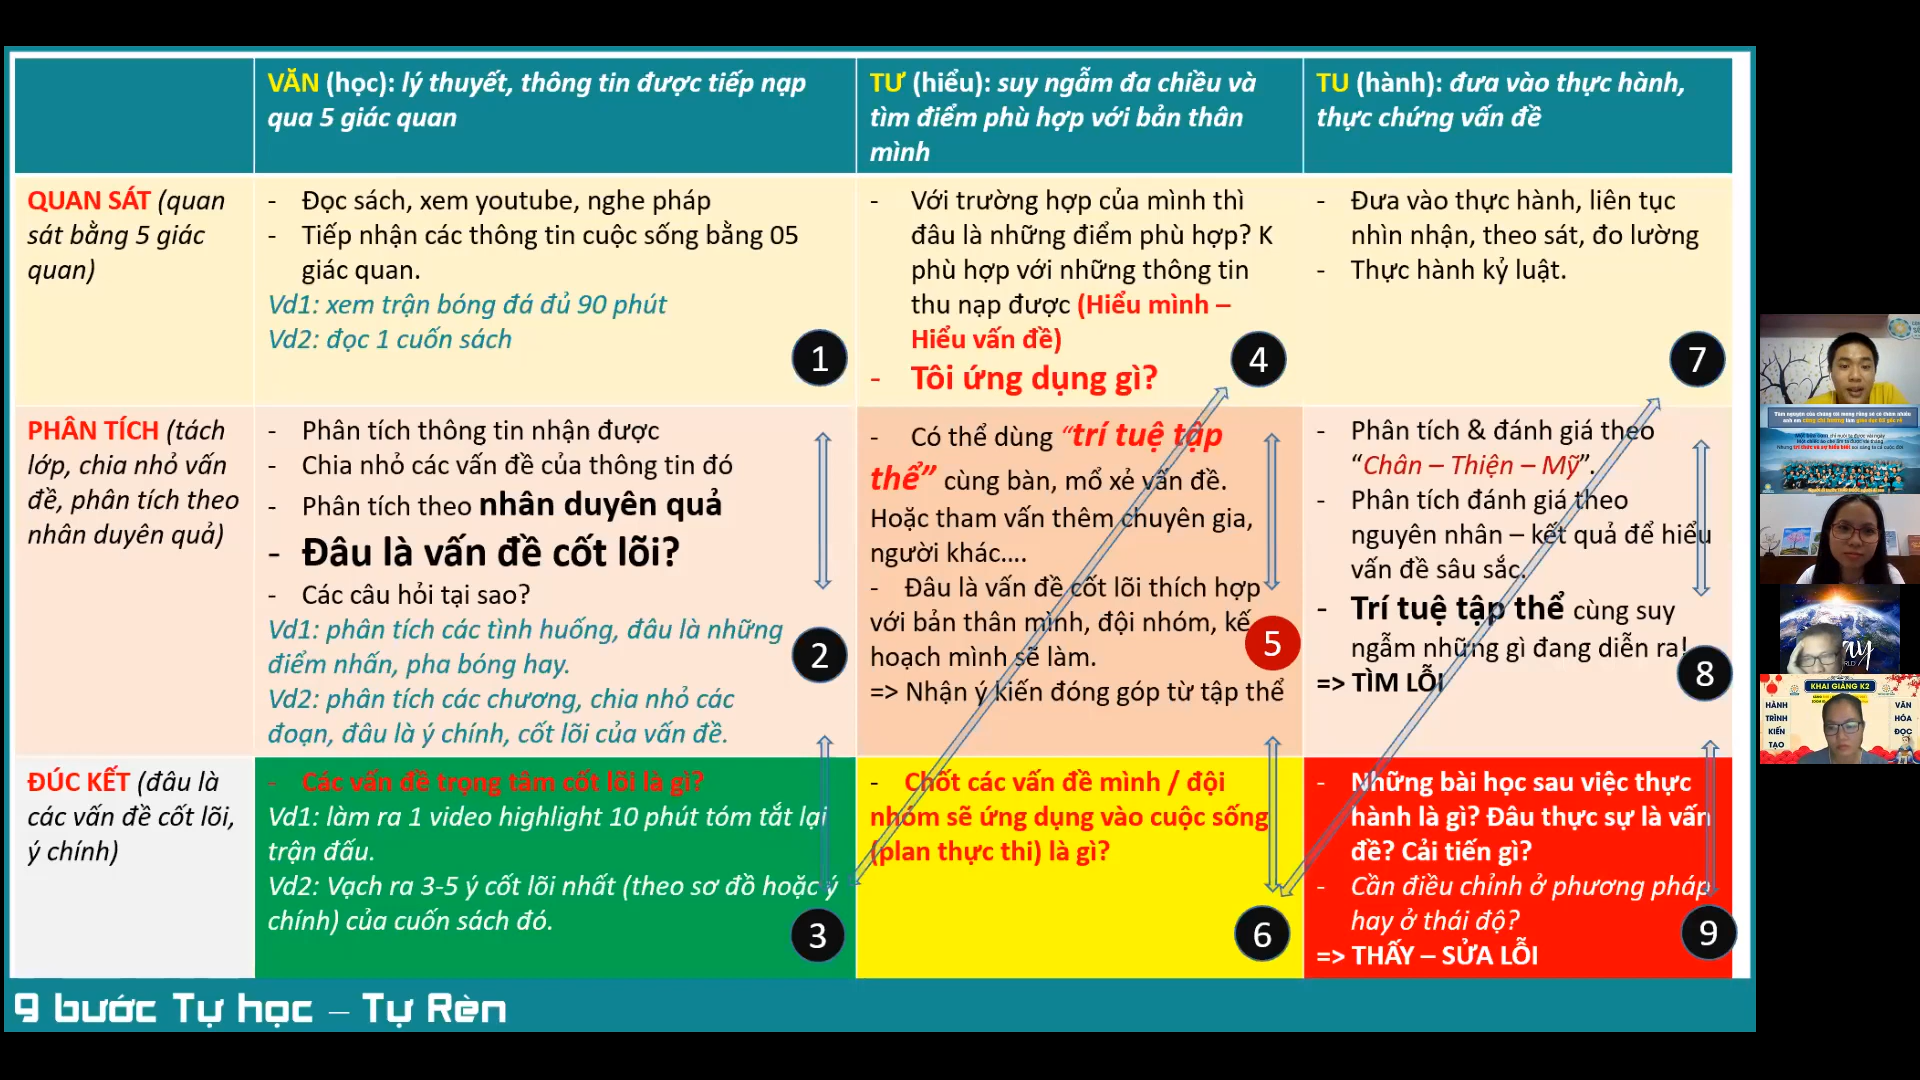 VĂN (học): lý thuyết, thông tin được tiếp nạp
qua 5 giác quan
TƯ (hiểu): suy ngẫm đa chiều và
tìm điểm phù hợp với bản thân
mình
TU (hành): đưa vào thực hành,
thực chứng vấn đề
QUAN SÁT (quan
sát bằng 5 giác
quan)
- Đọc sách, xem youtube, nghe pháp
- Tiếp nhận các thông tin cuộc sống bằng 05
giác quan.
Vd1: xem trận bóng đá đủ 90 phút
Vd2: đọc 1 cuốn sách
1
- Với trường hợp của mình thì
đâu là những điểm phù hợp? K
phù hợp với những thông tin
thu nạp được (Hiểu mình –
Hiểu vấn đề)
- Tôi ứng dụng gì?
4
- Đưa vào thực hành, liên tục
nhìn nhận, theo sát, đo lường
- Thực hành kỷ luật.
7
PHÂN TÍCH (tách
lớp, chia nhỏ vấn
đề, phân tích theo
nhân duyên quả)
- Phân tích thông tin nhận được
- Chia nhỏ các vấn đề của thông tin đó
- Phân tích theo nhân duyên quả
- Đâu là vấn đề cốt lõi?
- Các câu hỏi tại sao?
Vd1: phân tích các tình huống, đâu là những
điểm nhấn, pha bóng hay.
Vd2: phân tích các chương, chia nhỏ các
đoạn, đâu là ý chính, cốt lõi của vấn đề.
2
- Có thể dùng “trí tuệ tập
thể” cùng bàn, mổ xẻ vấn đề.
Hoặc tham vấn thêm chuyên gia,
người khác....
- Đâu là vấn đề cốt lõi thích hợp
với bản thân mình, đội nhóm, kế
hoạch mình sẽ làm.
=> Nhận ý kiến đóng góp từ tập thể
5
- Phân tích & đánh giá theo
“Chân – Thiện – Mỹ”.
- Phân tích đánh giá theo
nguyên nhân – kết quả để hiểu
vấn đề sâu sắc.
- Trí tuệ tập thể cùng suy
ngẫm những gì đang diễn ra!
=> TÌM LỖI
8
ĐÚC KẾT (đâu là
các vấn đề cốt lõi,
ý chính)
- Các vấn đề trọng tâm cốt lõi là gì?
Vd1: làm ra 1 video highlight 10 phút tóm tắt lại
trận đấu.
Vd2: Vạch ra 3-5 ý cốt lõi nhất (theo sơ đồ hoặc ý
chính) của cuốn sách đó.
3
- Chốt các vấn đề mình / đội
nhóm sẽ ứng dụng vào cuộc sống
(plan thực thi) là gì?
6
- Những bài học sau việc thực
hành là gì? Đâu thực sự là vấn
đề? Cải tiến gì?
- Cần điều chỉnh ở phương pháp
hay ở thái độ?
=> THẤY – SỬA LỖI
9
9 bước Tự học – Tự Rèn
KHAI GIẢNG K2
HÀNH
TRÌNH
KIẾN
TẠO
VĂN
HÓA
ĐỌC